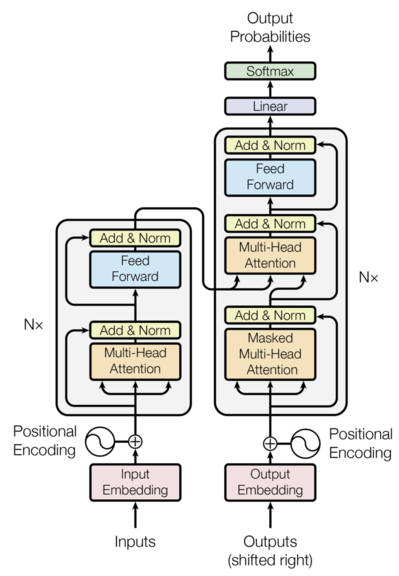 Output
Probabilities
Softmax
Linear
Add & Norm
Feed
Forward
Add & Norm
Multi-Head
Attention
Add & Norm
Masked
Multi-Head
Attention
N×
Add & Norm
Feed
Forward
N×
Add & Norm
Multi-Head
Attention
Positional
Encoding
Positional
Encoding
Input
Embedding
Output
Embedding
Inputs
Outputs
(shifted right)